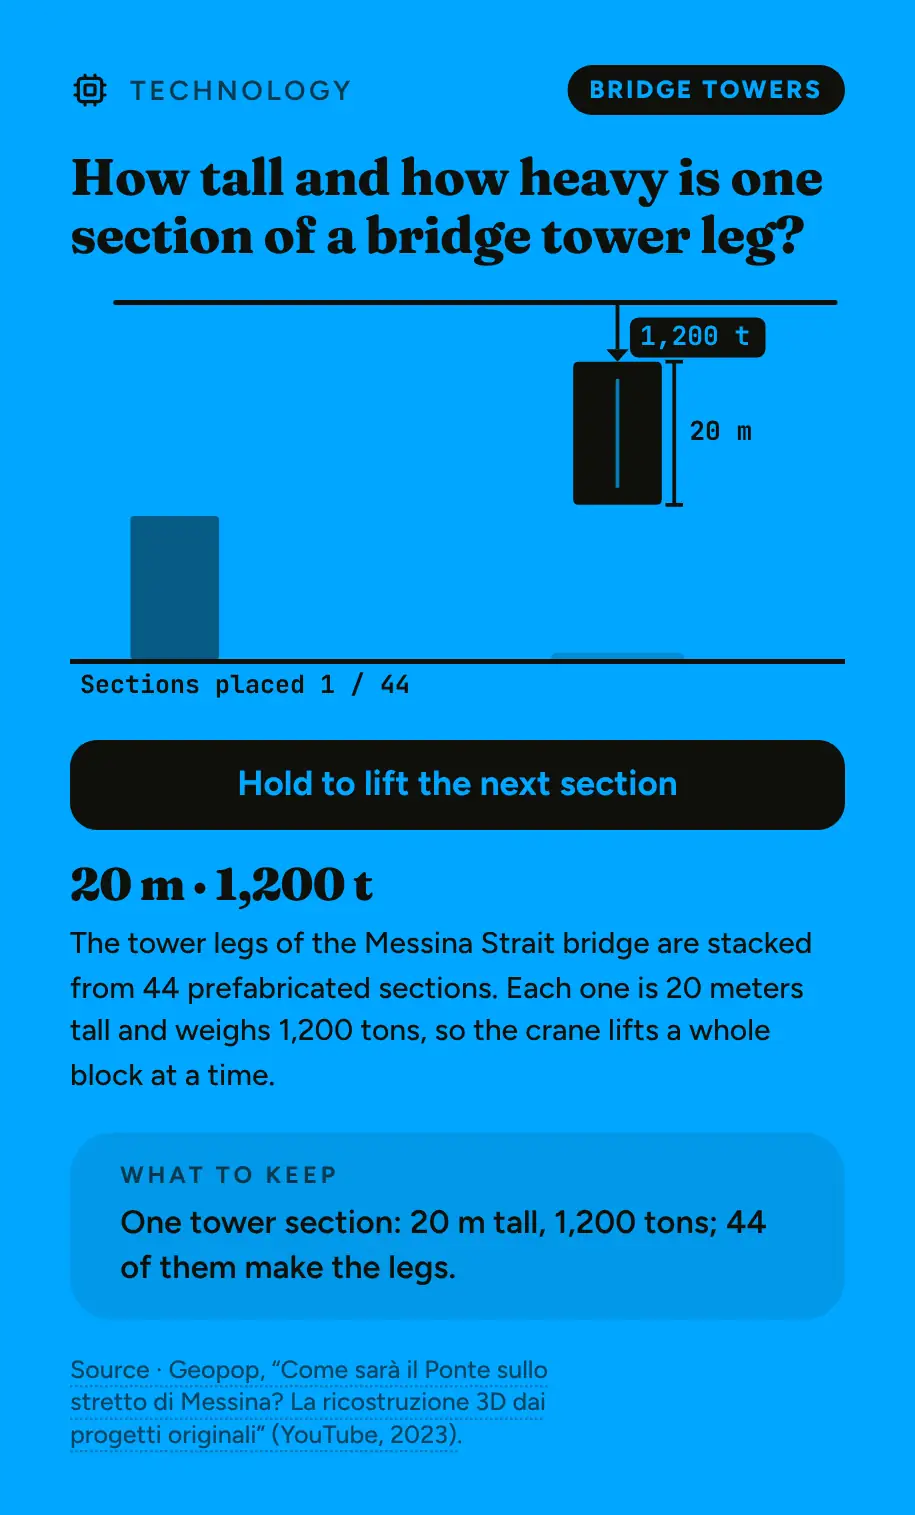 TECHNOLOGY
BRIDGE TOWERS
How tall and how heavy is one
section of a bridge tower leg?
1,200 t
20 m
Sections placed 1 / 44
Hold to lift the next section
20 m · 1,200 t
The tower legs of the Messina Strait bridge are stacked
from 44 prefabricated sections. Each one is 20 meters
tall and weighs 1,200 tons, so the crane lifts a whole
block at a time.
WHAT TO KEEP
One tower section: 20 m tall, 1,200 tons; 44
of them make the legs.
Source · Geopop, “Come sarà il Ponte sullo
stretto di Messina? La ricostruzione 3D dai
progetti originali” (YouTube, 2023).